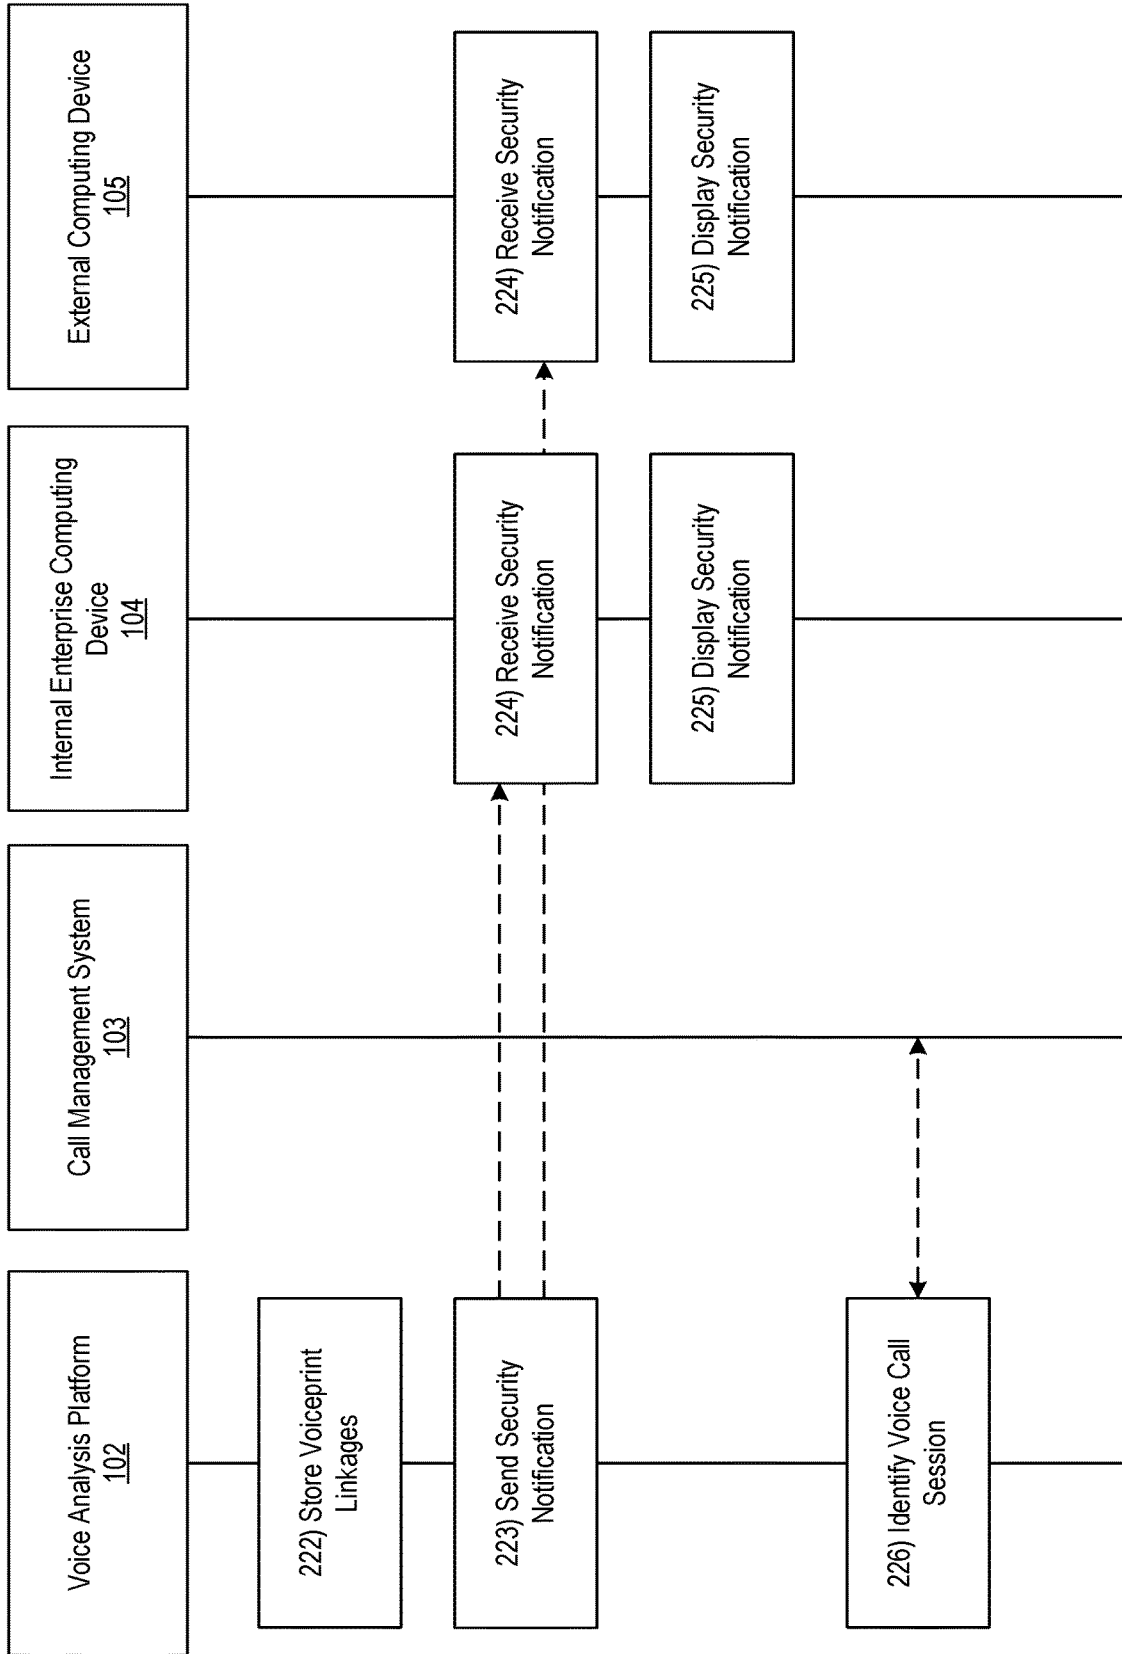 Voice Analysis Platform
102
Call Management System
103
Internal Enterprise Computing
Device
104
External Computing Device
105
222) Store Voiceprint
Linkages
223) Send Security
Notification
224) Receive Security
Notification
224) Receive Security
Notification
225) Display Security
Notification
225) Display Security
Notification
226) Identify Voice Call
Session